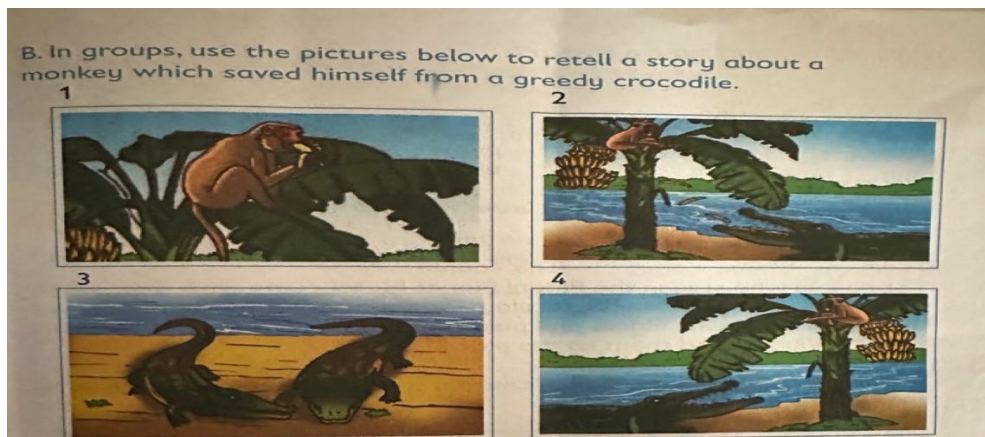 B. In groups, use the pictures below to retell a story about a
monkey which saved himself from a greedy crocodile.
1
2
3
4